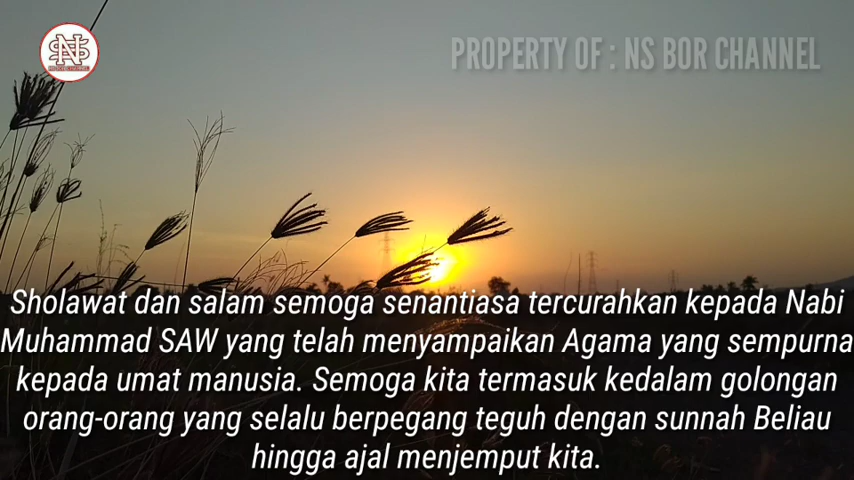 PROPERTY OF : NS BOR CHANNEL
Sholawat dan salam semoga senantiasa tercurahkan kepada Nabi
Muhammad SAW yang telah menyampaikan Agama yang sempurna
kepada umat manusia. Semoga kita termasuk kedalam golongan
orang-orang yang selalu berpegang teguh dengan sunnah Beliau
hingga ajal menjemput kita.